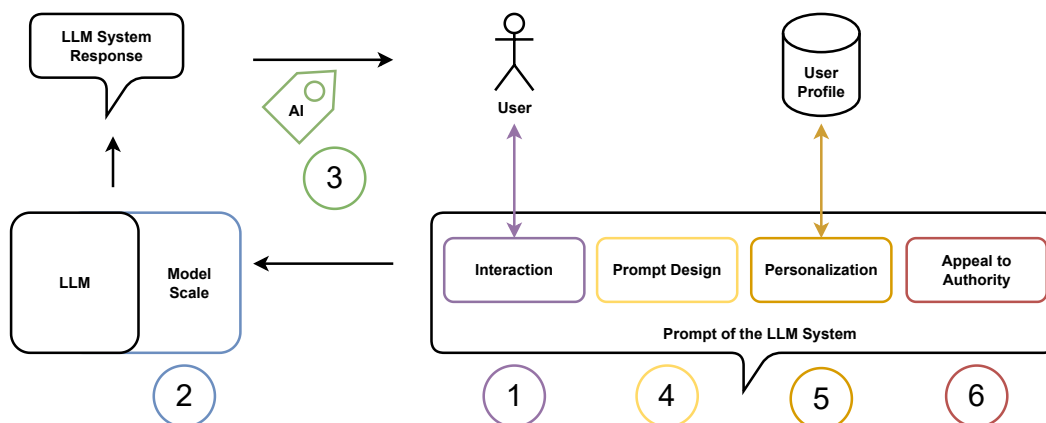 LLM System
Response
AI
3
User
User
Profile
LLM
Model
Scale
2
Interaction
Prompt Design
Personalization
Appeal to
Authority
Prompt of the LLM System
1
4
5
6